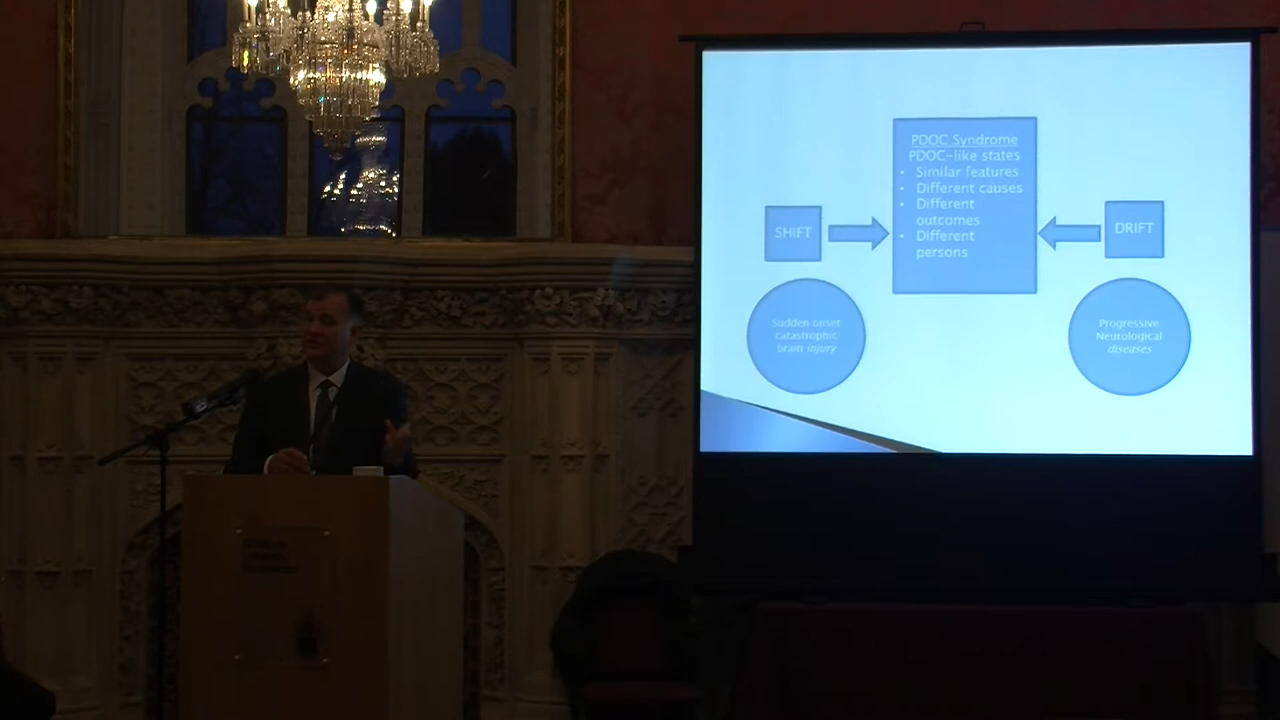 PDOC Syndrome
PDOC-like states
• Similar features
• Different causes
• Different
outcomes
• Different
persons
SHIFT
DRIFT
Sudden onset
catastrophic
brain injury
Progressive
Neurological
diseases